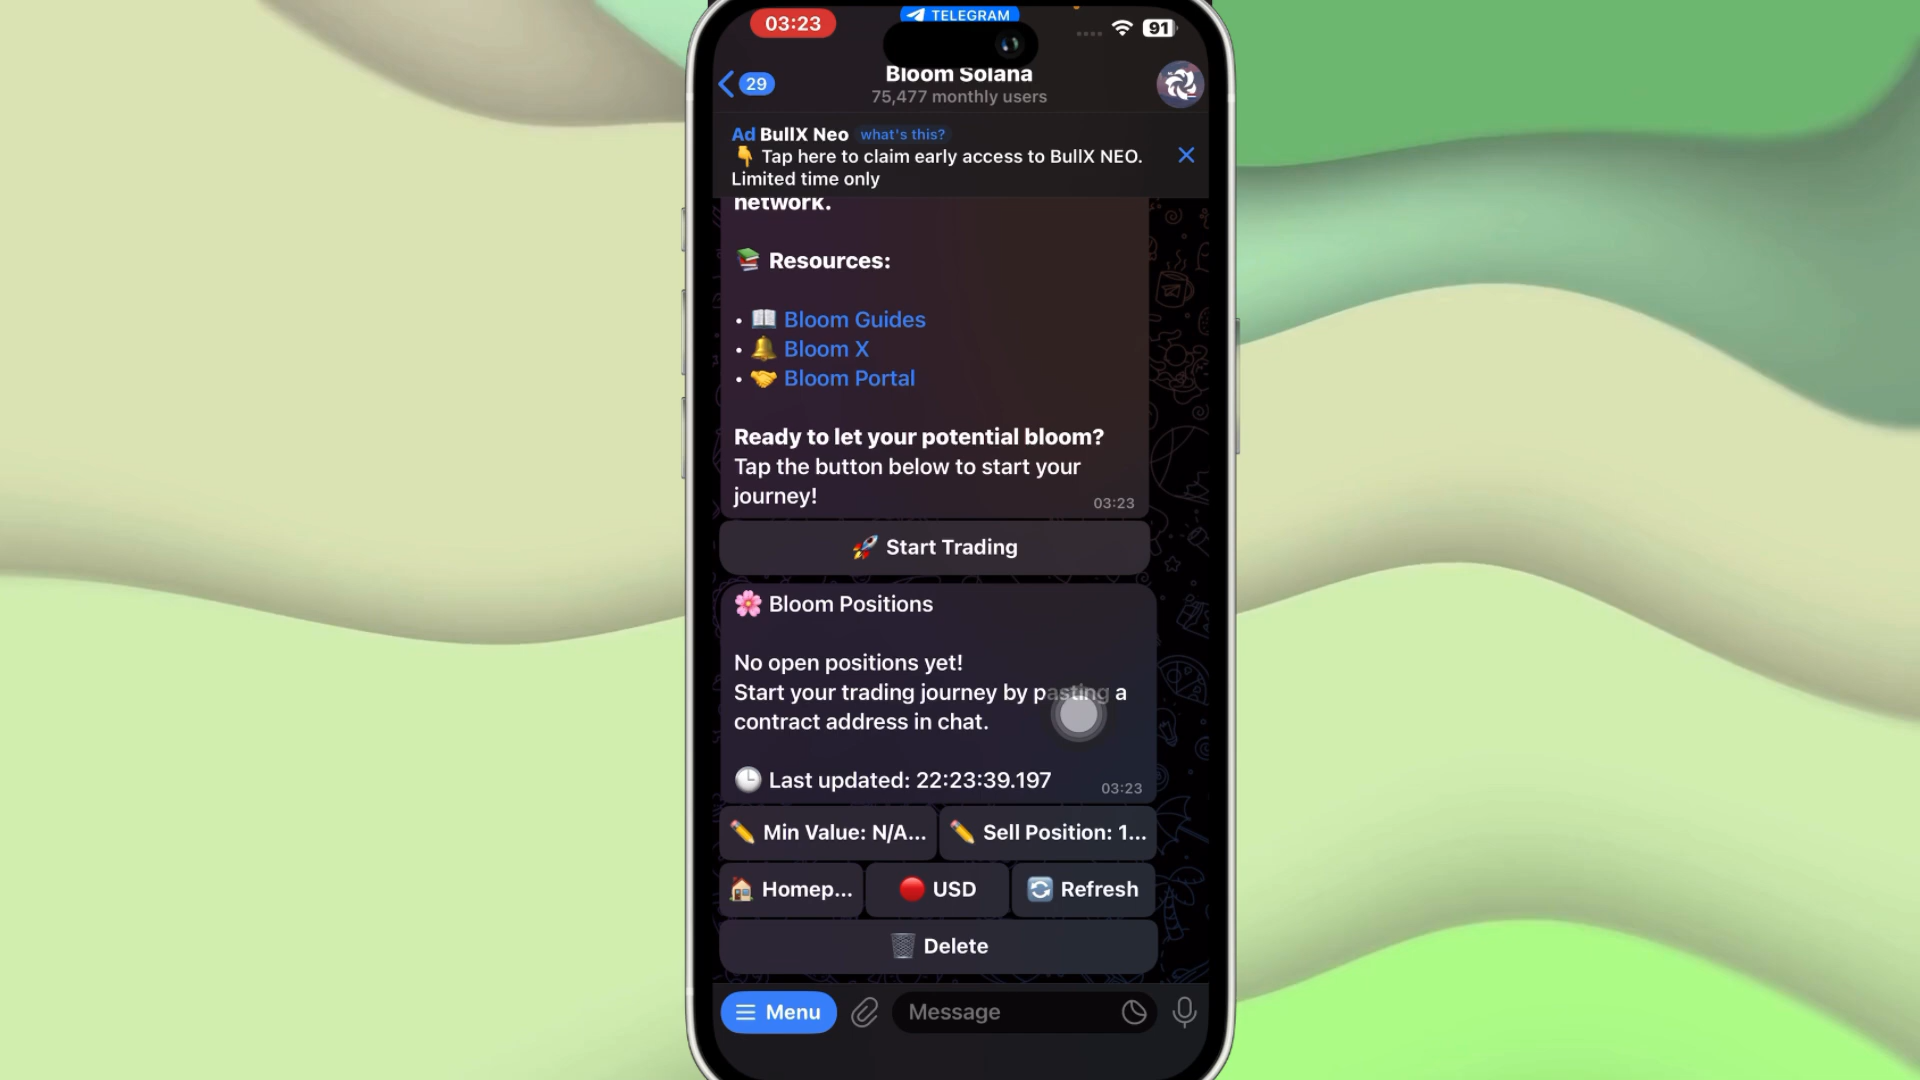 03:23
TELEGRAM
91
29
Bloom Solana
75,477 monthly users
Ad BullX Neo what's this?
👇 Tap here to claim early access to BullX NEO.
Limited time only
network.
📚 Resources:
• 📖 Bloom Guides
• 🔔 Bloom X
• 🤝 Bloom Portal
Ready to let your potential bloom?
Tap the button below to start your
journey!
03:23
🚀 Start Trading
🌸 Bloom Positions
No open positions yet!
Start your trading journey by pasting a
contract address in chat.
🕒 Last updated: 22:23:39.197
03:23
✏️ Min Value: N/A...
✏️ Sell Position: 1...
🏠 Homep...
🔴 USD
🔄 Refresh
🗑️ Delete
Menu
Message